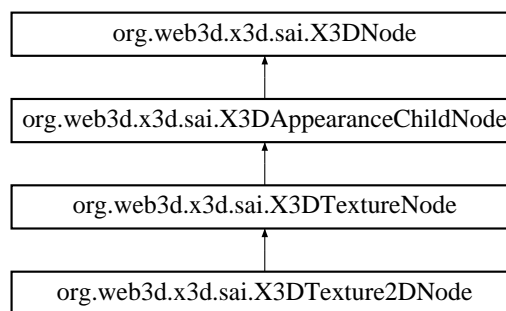 org.web3d.x3d.sai.X3DNode
org.web3d.x3d.sai.X3DAppearanceChildNode
org.web3d.x3d.sai.X3DTextureNode
org.web3d.x3d.sai.X3DTexture2DNode